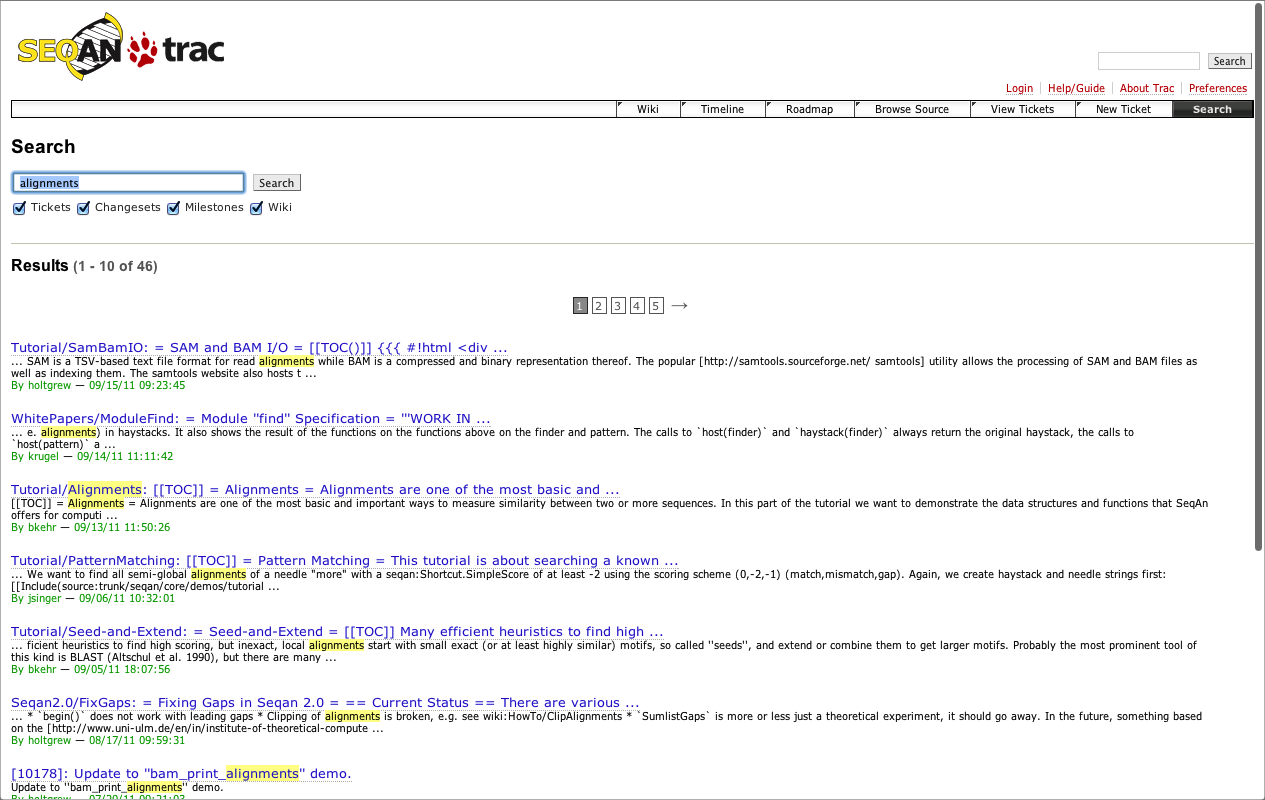 SEQAN trac
Search
Login Help/Guide About Trac Preferences
Wiki Timeline Roadmap Browse Source View Tickets New Ticket Search
Search
alignments Search
Tickets Changesets Milestones Wiki
Results (1 - 10 of 46)
1 2 3 4 5 →
Tutorial/SamBamIO: = SAM and BAM I/O = [[TOC()]] {{{ #!html <div ...
... SAM is a TSV-based text file format for read alignments while BAM is a compressed and binary representation thereof. The popular [http://samtools.sourceforge.net/ samtools] utility allows the processing of SAM and BAM files as
well as indexing them. The samtools website also hosts t ...
By holtgrew — 09/15/11 09:23:45
WhitePapers/ModuleFind: = Module "find" Specification = '''WORK IN ...
... e. alignments) in haystacks. It also shows the result of the functions on the functions above on the finder and pattern. The calls to `host(finder)` and `haystack(finder)` always return the original haystack, the calls to
`host(pattern)` a ...
By krugel — 09/14/11 11:11:42
Tutorial/Alignments: [[TOC]] = Alignments = Alignments are one of the most basic and ...
[[TOC]] = Alignments = Alignments are one of the most basic and important ways to measure similarity between two or more sequences. In this part of the tutorial we want to demonstrate the data structures and functions that SeqAn
offers for computi ...
By bkehr — 09/13/11 11:50:26
Tutorial/PatternMatching: [[TOC]] = Pattern Matching = This tutorial is about searching a known ...
... We want to find all semi-global alignments of a needle "more" with a seqan:Shortcut.SimpleScore of at least -2 using the scoring scheme (0,-2,-1) (match,mismatch,gap). Again, we create haystack and needle strings first:
[[Include(source:trunk/seqan/core/demos/tutorial ...
By jsinger — 09/06/11 10:32:01
Tutorial/Seed-and-Extend: = Seed-and-Extend = [[TOC]] Many efficient heuristics to find high ...
... ficient heuristics to find high scoring, but inexact, local alignments start with small exact (or at least highly similar) motifs, so called ''seeds'', and extend or combine them to get larger motifs. Probably the most prominent tool of
this kind is BLAST (Altschul et al. 1990), but there are many ...
By bkehr — 09/05/11 18:07:56
Seqan2.0/FixGaps: = Fixing Gaps in Seqan 2.0 = == Current Status == There are various ...
... * `begin()` does not work with leading gaps * Clipping of alignments is broken, e.g. see wiki:HowTo/ClipAlignments * `SumlistGaps` is more or less just a theoretical experiment, it should go away. In the future, something based
on the [http://www.uni-ulm.de/en/in/institute-of-theoretical-compute ...
By holtgrew — 08/17/11 09:59:31
[10178]: Update to ''bam_print_alignments'' demo.
Update to ''bam_print_alignments'' demo.
By holtgrew — 07/29/11 09:21:03